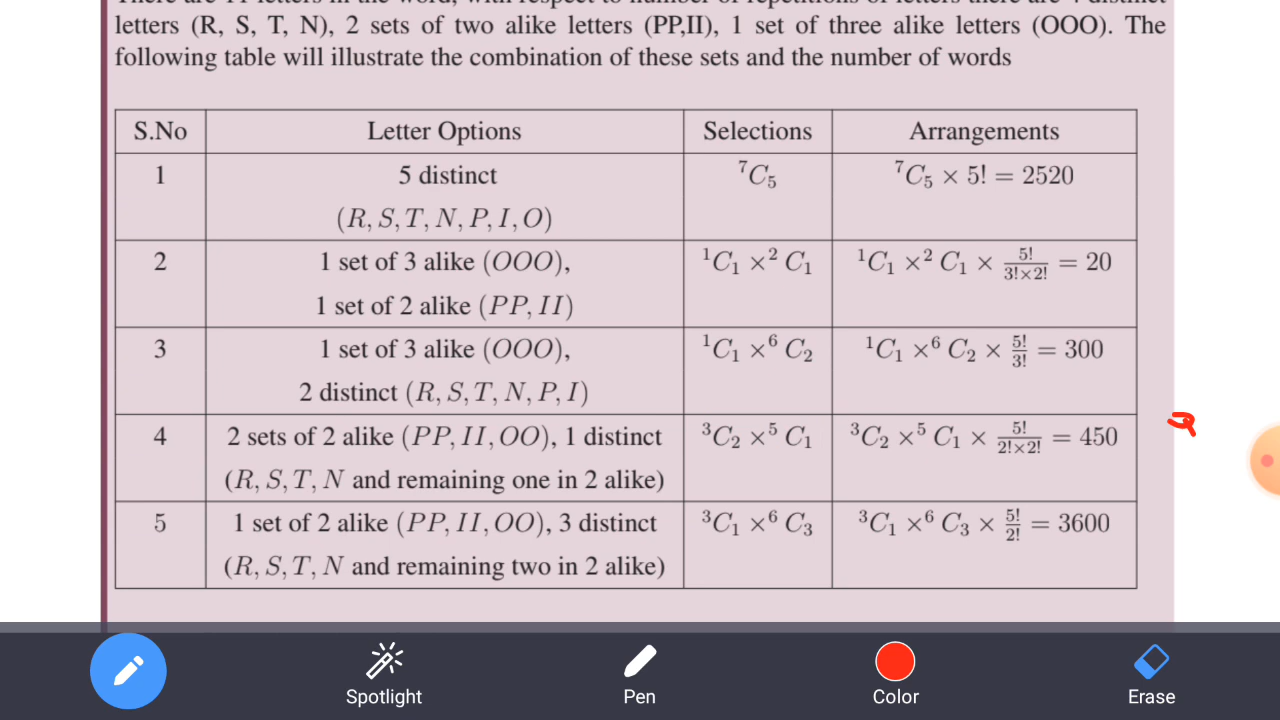 letters (R, S, T, N), 2 sets of two alike letters (PP,II), 1 set of three alike letters (OOO). The
following table will illustrate the combination of these sets and the number of words
S.No Letter Options Selections Arrangements
1 5 distinct ⁷C₅ ⁷C₅ × 5! = 2520
(R, S, T, N, P, I, O)
2 1 set of 3 alike (OOO), ¹C₁ ײ C₁ ¹C₁ ײ C₁ × 5!/(3!×2!) = 20
1 set of 2 alike (PP, II)
3 1 set of 3 alike (OOO), ¹C₁ ×⁶ C₂ ¹C₁ ×⁶ C₂ × 5!/3! = 300
2 distinct (R, S, T, N, P, I)
4 2 sets of 2 alike (PP, II, OO), 1 distinct ³C₂ ×⁵ C₁ ³C₂ ×⁵ C₁ × 5!/(2!×2!) = 450
(R, S, T, N and remaining one in 2 alike)
5 1 set of 2 alike (PP, II, OO), 3 distinct ³C₁ ×⁶ C₃ ³C₁ ×⁶ C₃ × 5!/2! = 3600
(R, S, T, N and remaining two in 2 alike)
Spotlight Pen Color Erase